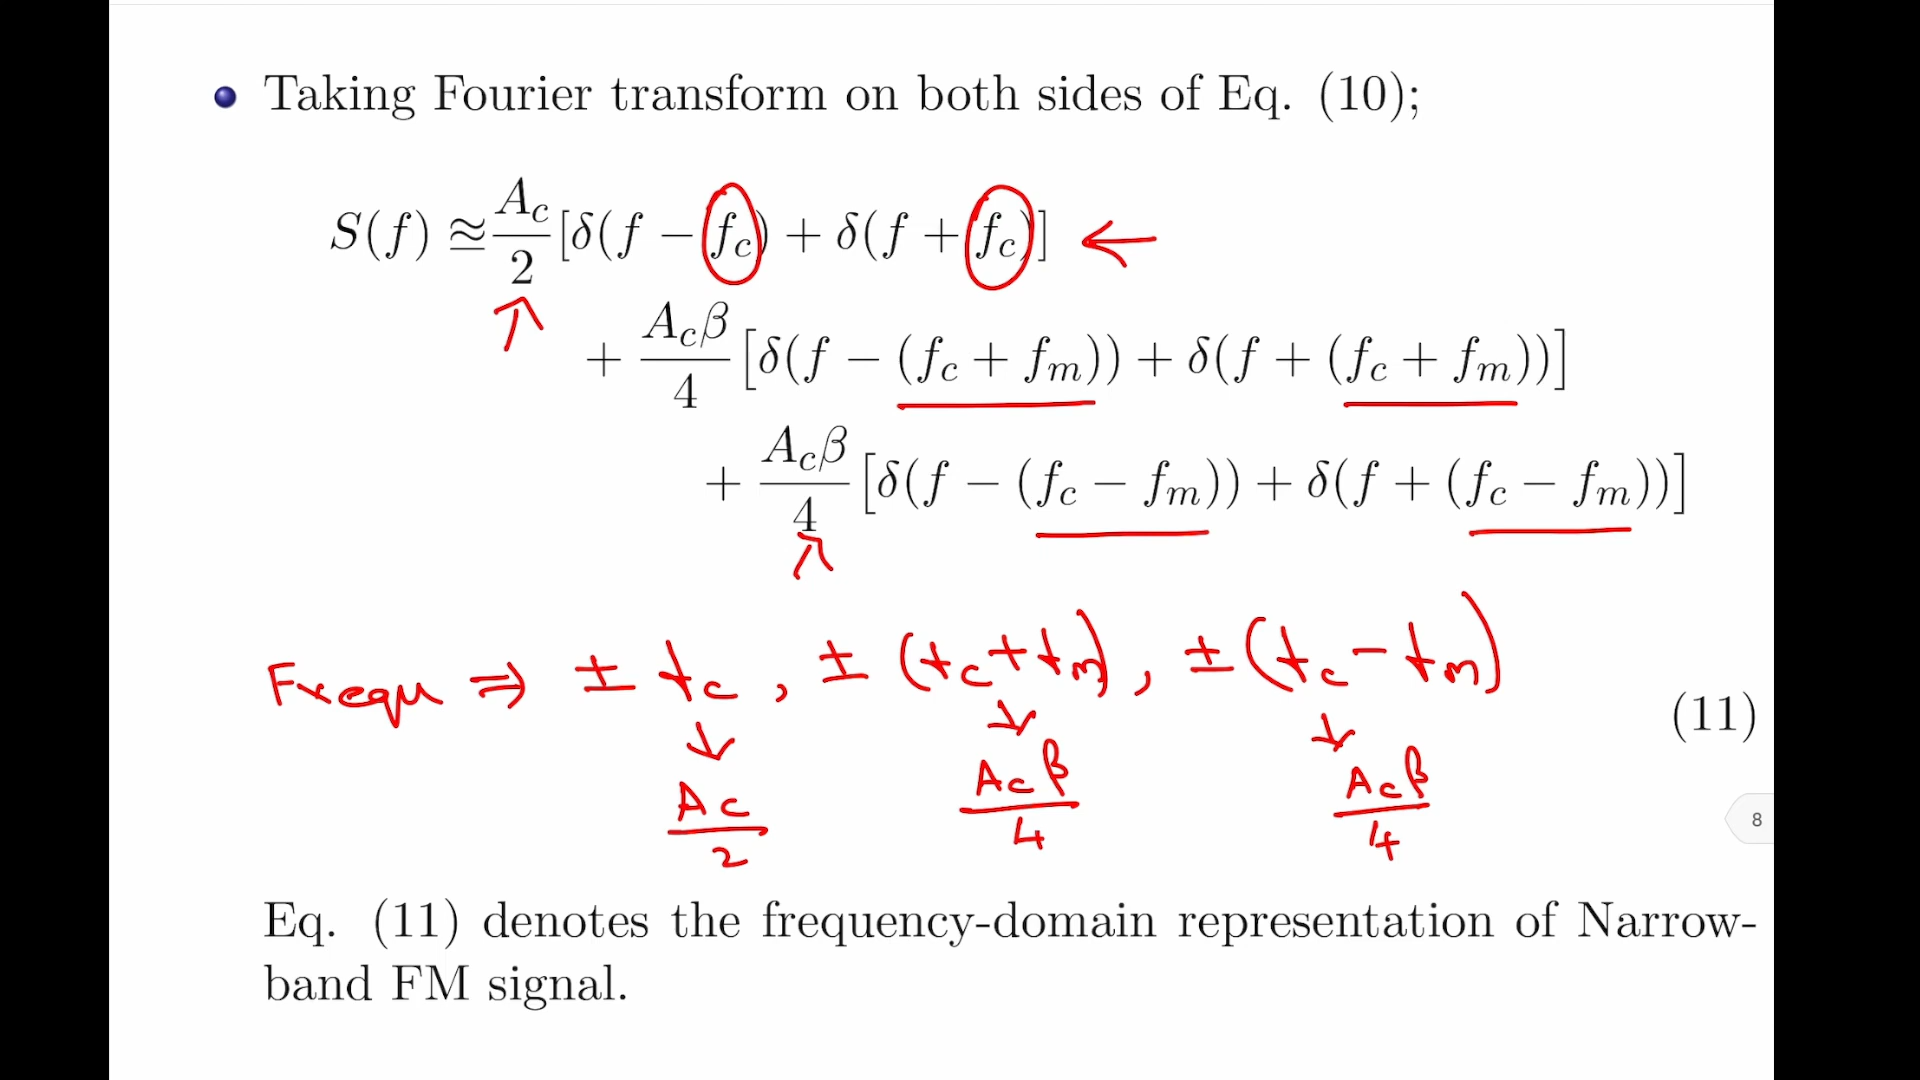 Taking Fourier transform on both sides of Eq. (10);
S(f) ≊ A_c/2 [δ(f − f_c) + δ(f + f_c)] ←
+ A_cβ/4 [δ(f − (f_c + f_m)) + δ(f + (f_c + f_m))]
+ A_cβ/4 [δ(f − (f_c − f_m)) + δ(f + (f_c − f_m))]
Frequ ⇒ ± f_c , ± (f_c + f_m) , ± (f_c − f_m)
(11)
↓ A_c/2 ↓ A_cβ/4 ↓ A_cβ/4
8
Eq. (11) denotes the frequency-domain representation of Narrow-
band FM signal.